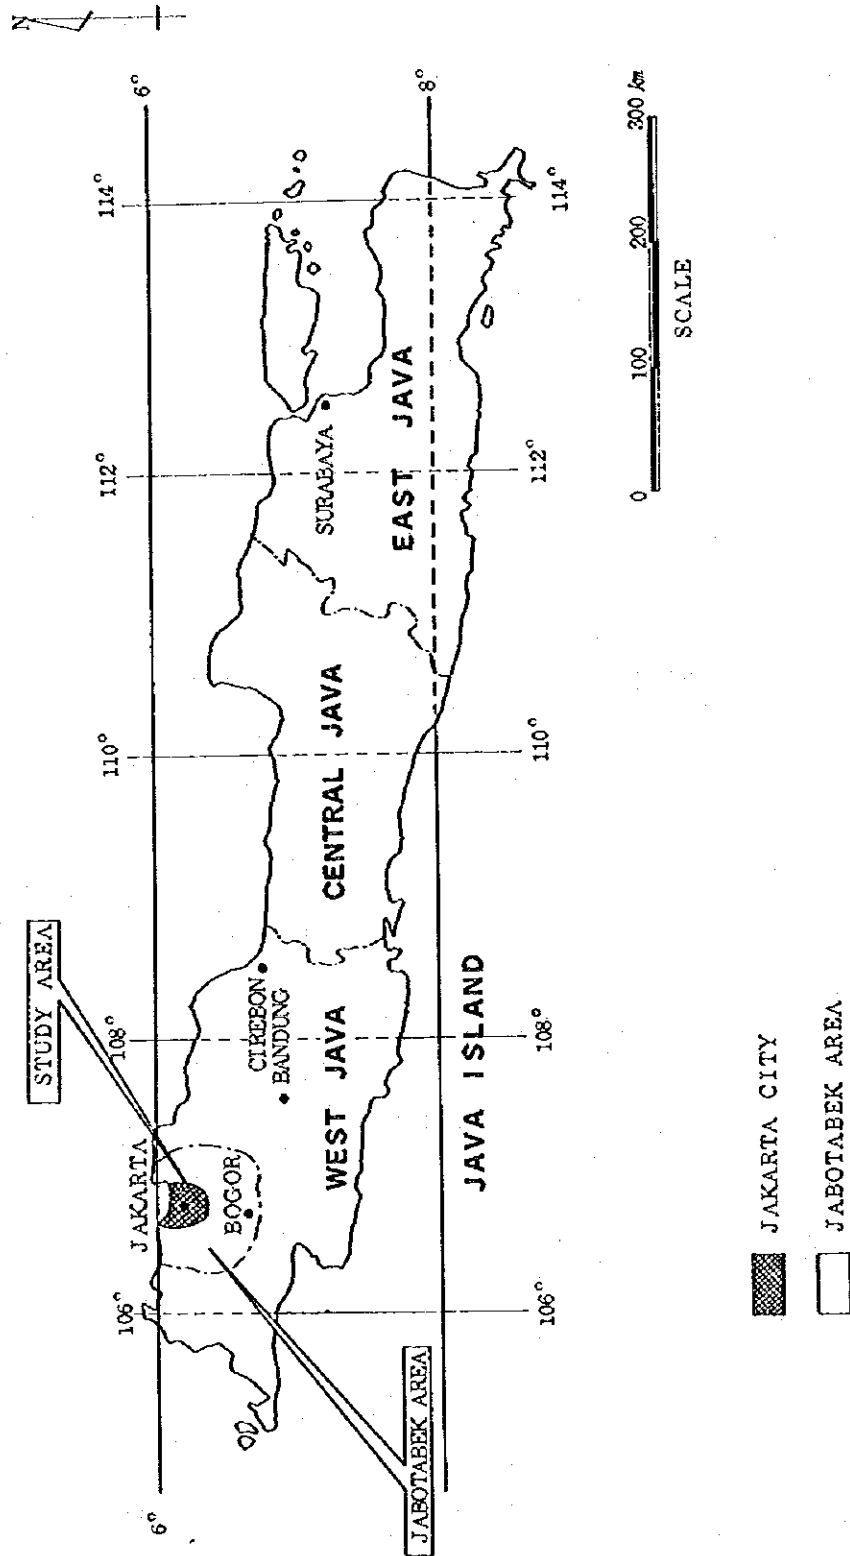 N
STUDY AREA
108°
110°
112°
114°
106°
6°
6°
JAKARTA
BOGOR
CIREBON
BANDUNG
SURABAYA
WEST JAVA
CENTRAL JAVA
EAST JAVA
8°
JABOTABEK AREA
106°
108°
110°
112°
114°
JAVA ISLAND
0 100 200 300 km
SCALE
JAKARTA CITY
JABOTABEK AREA